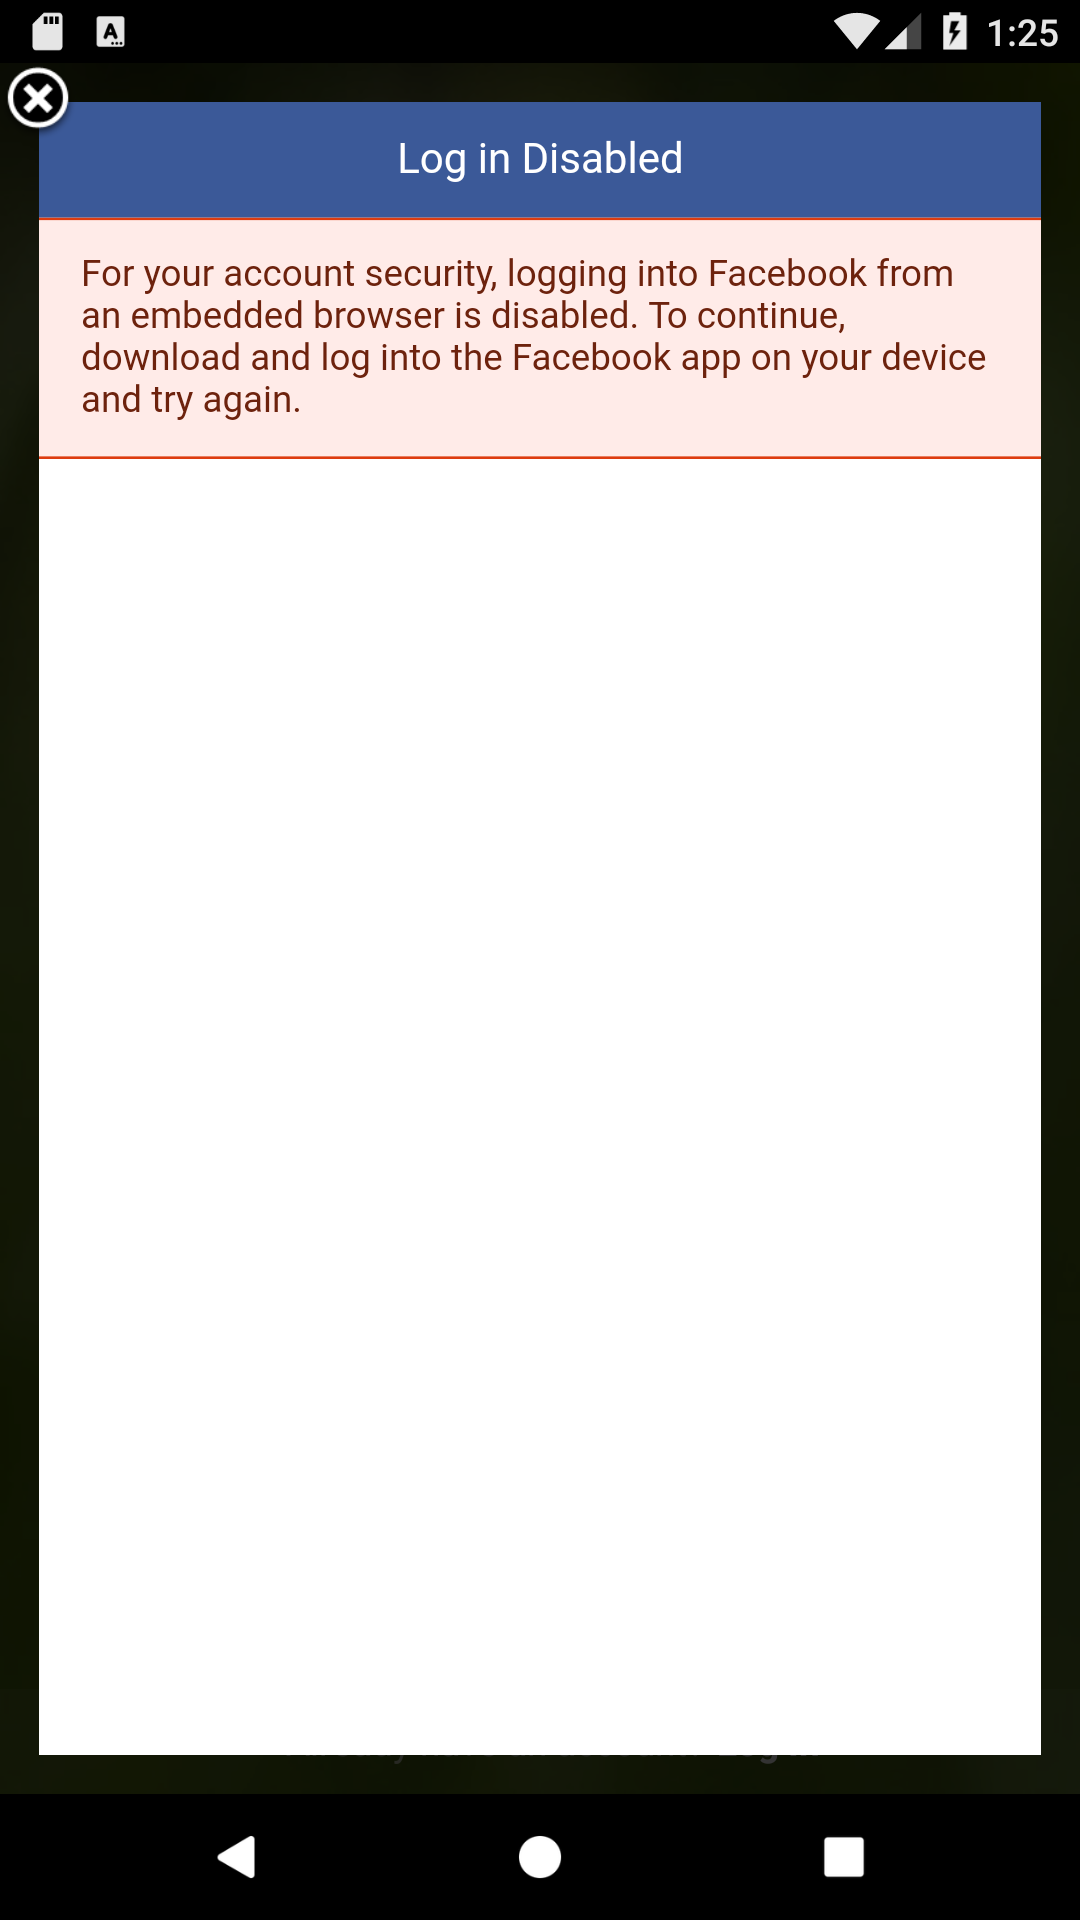 1:25
Log in Disabled
For your account security, logging into Facebook from
an embedded browser is disabled. To continue,
download and log into the Facebook app on your device
and try again.